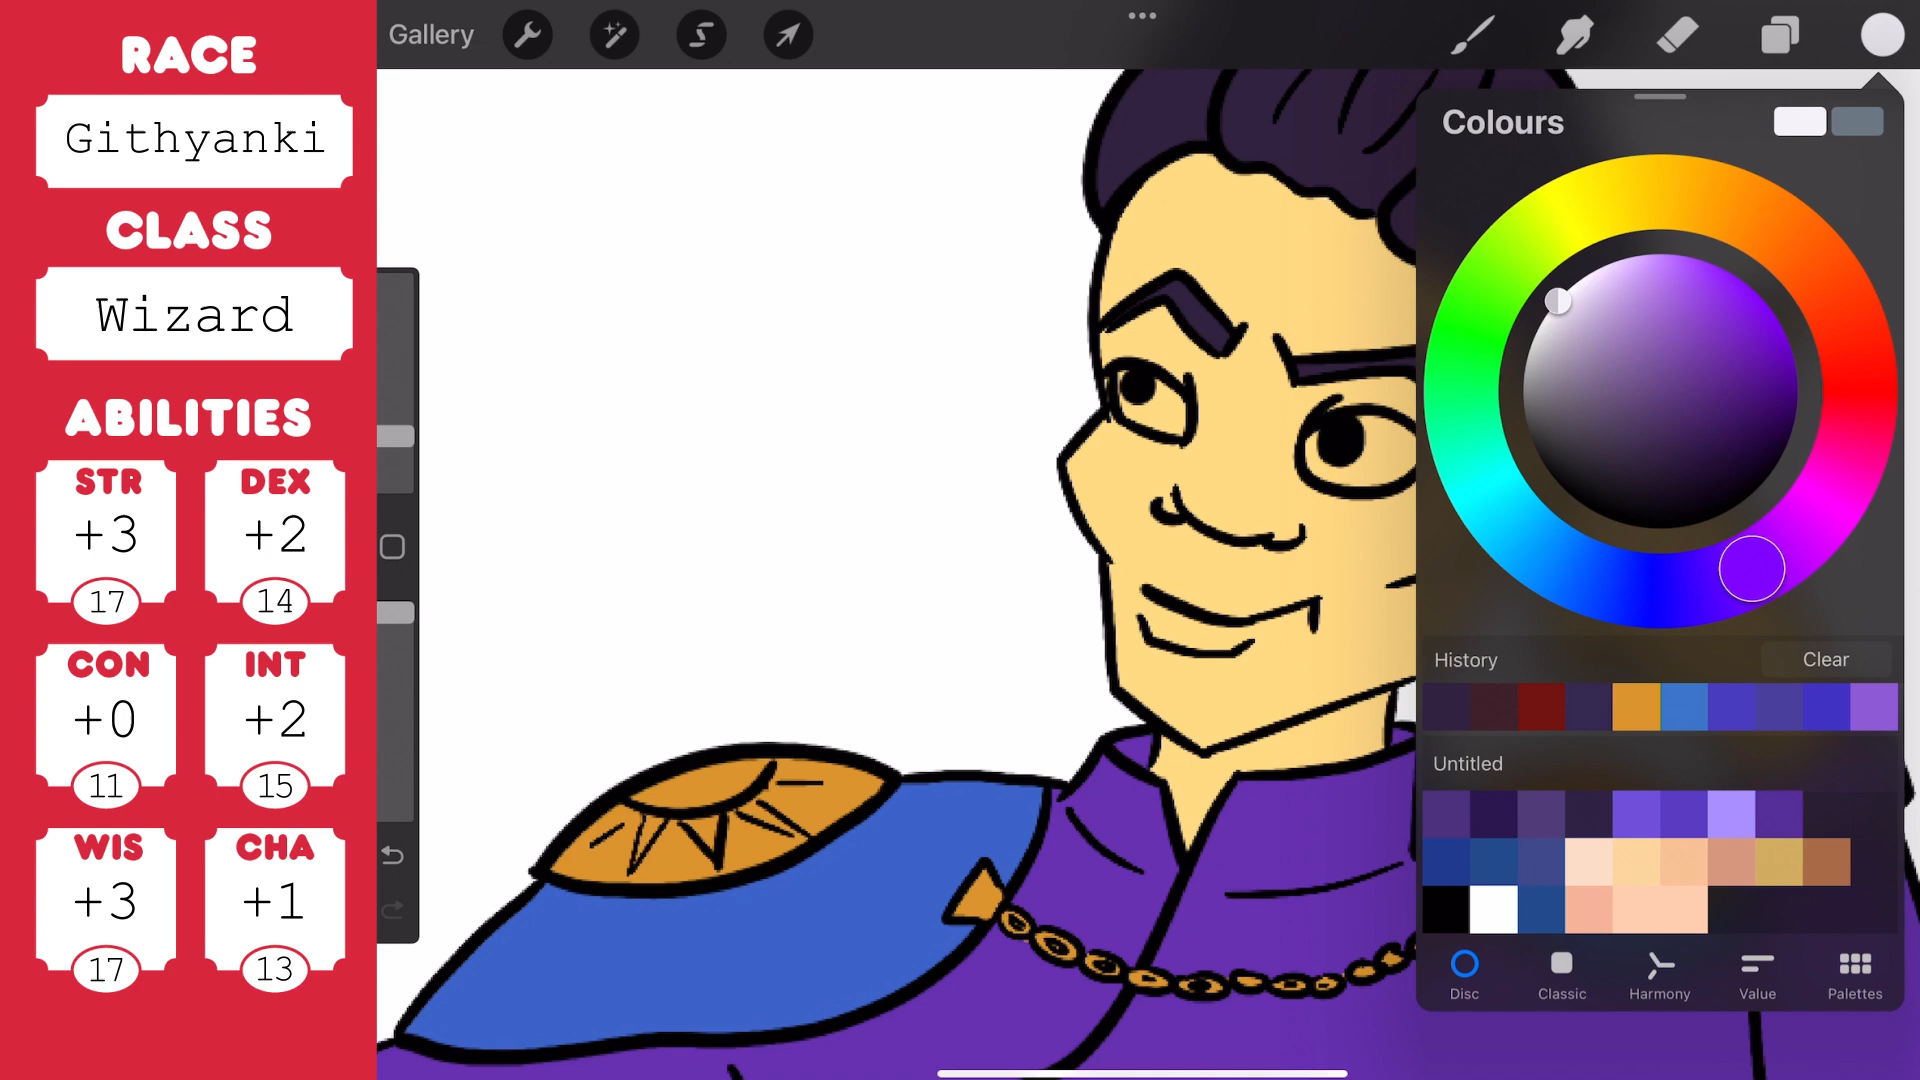 RACE
Githyanki
CLASS
Wizard
ABILITIES
STR
+3
17
DEX
+2
14
CON
+0
11
INT
+2
15
WIS
+3
17
CHA
+1
13
Gallery
Colours
History
Clear
Untitled
Disc
Classic
Harmony
Value
Palettes